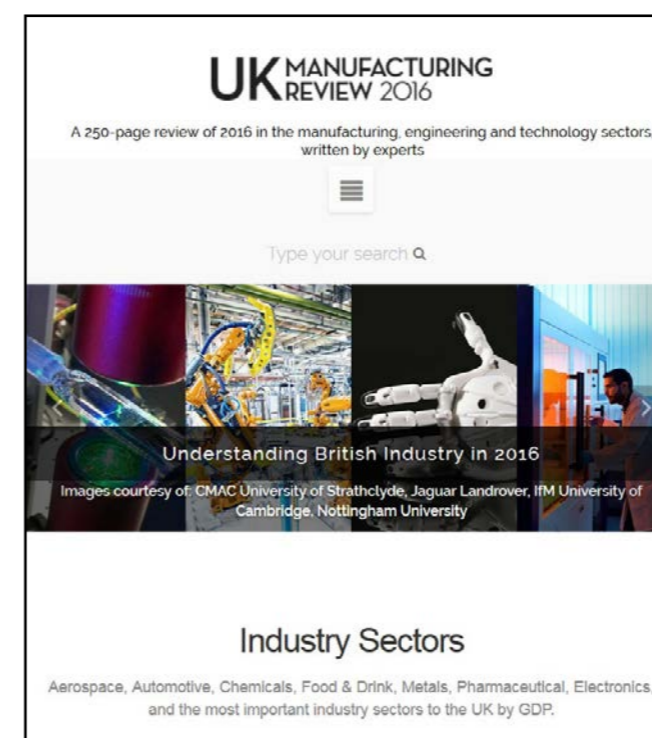 UK MANUFACTURING
REVIEW 2016
A 250-page review of 2016 in the manufacturing, engineering and technology sectors,
written by experts
Type your search
Understanding British Industry in 2016
Images courtesy of: CMAC University of Strathclyde, Jaguar Landrover, IfM University of
Cambridge, Nottingham University
Industry Sectors
Aerospace, Automotive, Chemicals, Food & Drink, Metals, Pharmaceutical, Electronics,
and the most important industry sectors to the UK by GDP.